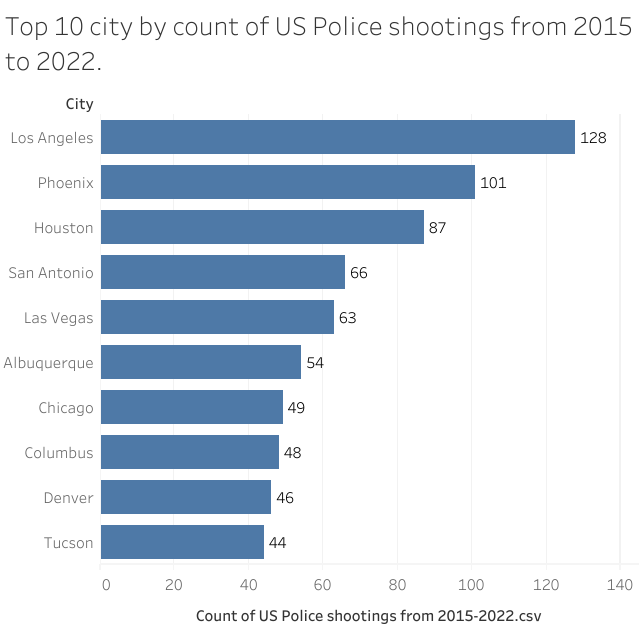 Top 10 city by count of US Police shootings from 2015
to 2022.
City
Los Angeles 128
Phoenix 101
Houston 87
San Antonio 66
Las Vegas 63
Albuquerque 54
Chicago 49
Columbus 48
Denver 46
Tucson 44
0 20 40 60 80 100 120 140
Count of US Police shootings from 2015-2022.csv